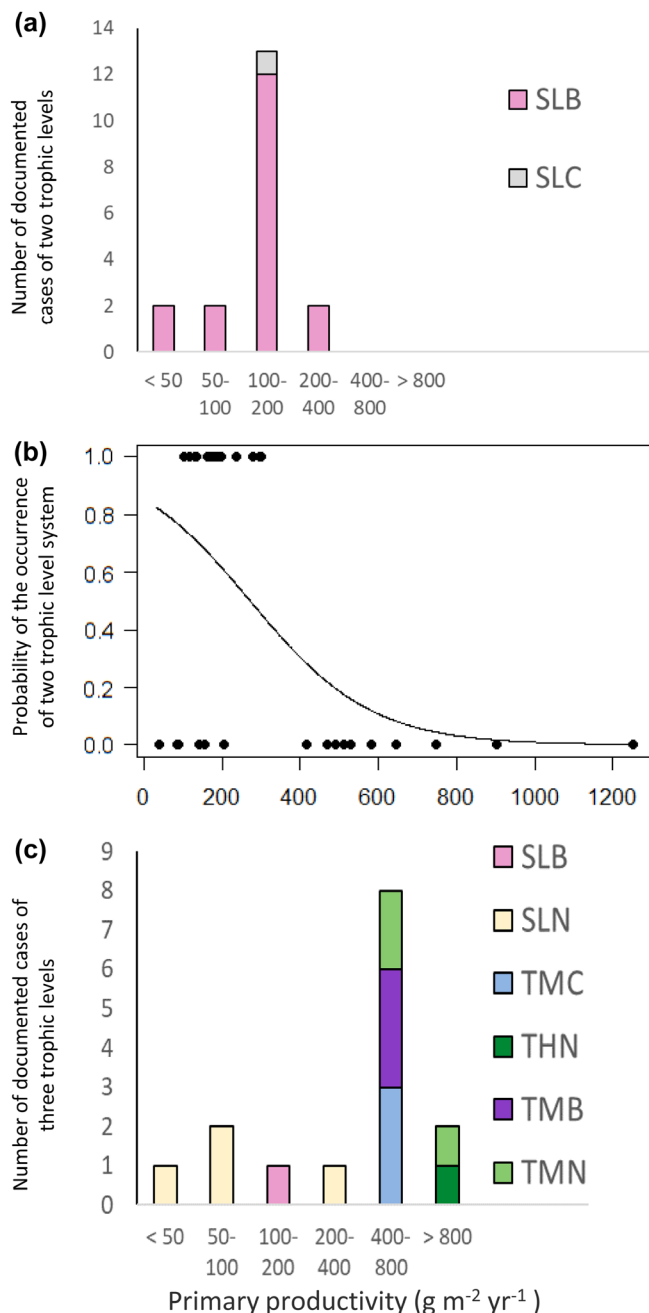 (a)
Number of documented
cases of two trophic levels
14
12
10
8
6
4
2
0
< 50
50-
100
100-
200
200-
400
400-
800
> 800
SLB
SLC
(b)
Probability of the occurrence
of two trophic level system
1.0
0.8
0.6
0.4
0.2
0.0
0
200
400
600
800
1000
1200
(c)
Number of documented cases of
three trophic levels
9
8
7
6
5
4
3
2
1
0
< 50
50-
100
100-
200
200-
400
400-
800
> 800
SLB
SLN
TMC
THN
TMB
TMN
Primary productivity (g m⁻² yr⁻¹ )